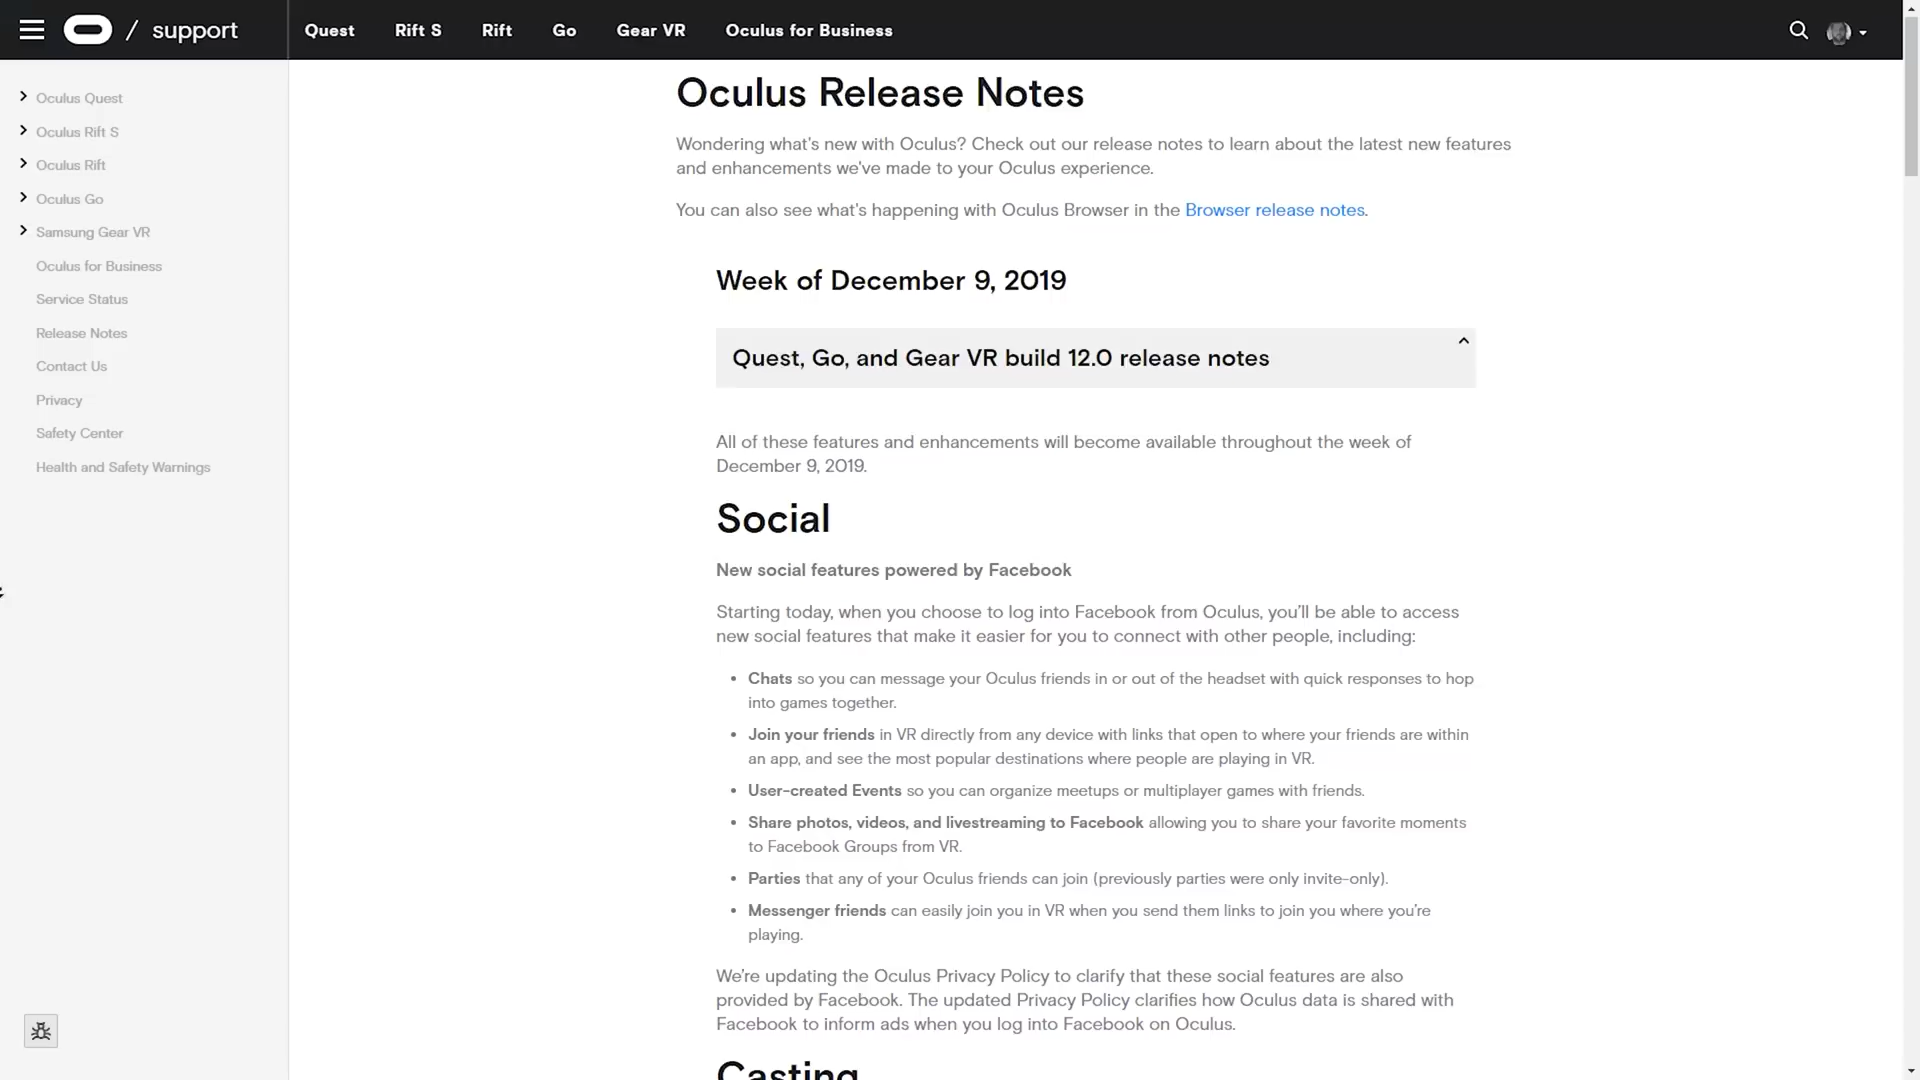 / support
Quest
Rift S
Rift
Go
Gear VR
Oculus for Business
Oculus Quest
Oculus Rift S
Oculus Rift
Oculus Go
Samsung Gear VR
Oculus for Business
Service Status
Release Notes
Contact Us
Privacy
Safety Center
Health and Safety Warnings
Oculus Release Notes
Wondering what's new with Oculus? Check out our release notes to learn about the latest new features
and enhancements we've made to your Oculus experience.
You can also see what's happening with Oculus Browser in the Browser release notes.
Week of December 9, 2019
Quest, Go, and Gear VR build 12.0 release notes
All of these features and enhancements will become available throughout the week of
December 9, 2019.
Social
New social features powered by Facebook
Starting today, when you choose to log into Facebook from Oculus, you'll be able to access
new social features that make it easier for you to connect with other people, including:
• Chats so you can message your Oculus friends in or out of the headset with quick responses to hop
into games together.
• Join your friends in VR directly from any device with links that open to where your friends are within
an app, and see the most popular destinations where people are playing in VR.
• User-created Events so you can organize meetups or multiplayer games with friends.
• Share photos, videos, and livestreaming to Facebook allowing you to share your favorite moments
to Facebook Groups from VR.
• Parties that any of your Oculus friends can join (previously parties were only invite-only).
• Messenger friends can easily join you in VR when you send them links to join you where you're
playing.
We're updating the Oculus Privacy Policy to clarify that these social features are also
provided by Facebook. The updated Privacy Policy clarifies how Oculus data is shared with
Facebook to inform ads when you log into Facebook on Oculus.
Casting